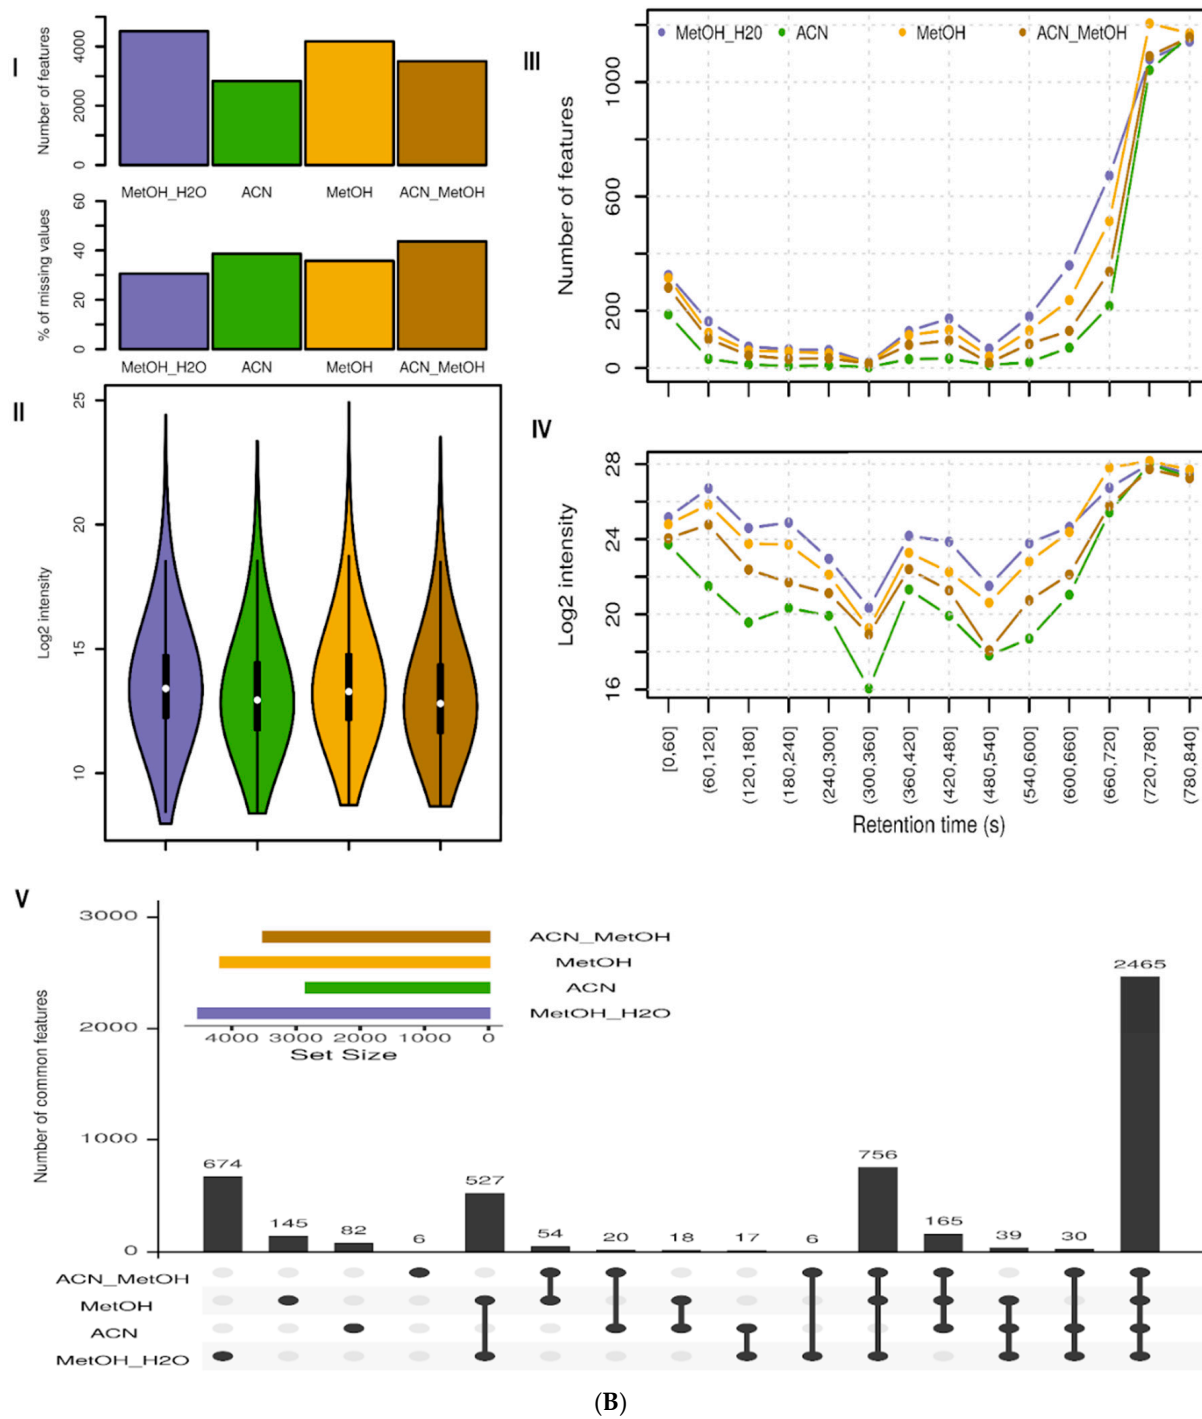 I
Number of features
0
2000
4000
MetOH_H2O
ACN
MetOH
ACN_MetOH
% of missing values
0
20
40
60
MetOH_H2O
ACN
MetOH
ACN_MetOH
II
Log2 intensity
10
15
20
25
III
Number of features
0
200
600
1000
MetOH_H20
ACN
MetOH
ACN_MetOH
IV
Log2 intensity
16
20
24
28
[0,60]
(60,120]
(120,180]
(180,240]
(240,300]
(300,360]
(360,420]
(420,480]
(480,540]
(540,600]
(600,660]
(660,720]
(720,780]
(780,840]
Retention time (s)
V
Number of common features
3000
2000
1000
0
ACN_MetOH
MetOH
ACN
MetOH_H2O
4000 3000 2000 1000 0
Set Size
674 145 82 6 527 54 20 18 17 6 756 165 39 30 2465
ACN_MetOH
MetOH
ACN
MetOH_H2O
(B)